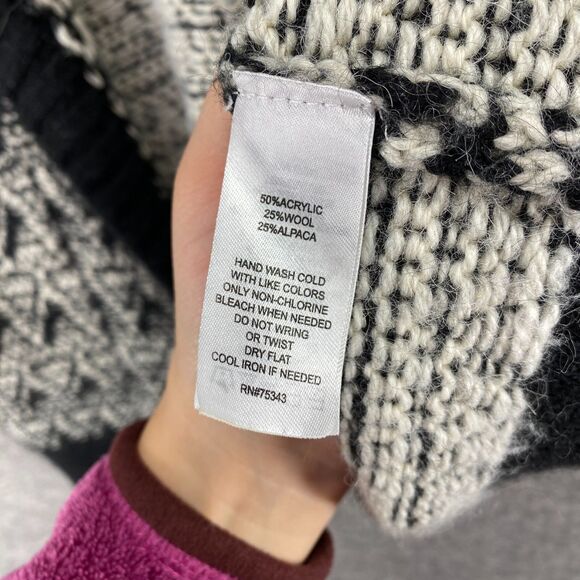 50%ACRYLIC
25%WOOL
25%ALPACA
HAND WASH COLD
WITH LIKE COLORS
ONLY NON-CHLORINE
BLEACH WHEN NEEDED
DO NOT WRING
OR TWIST
DRY FLAT
COOL IRON IF NEEDED
RN#75343